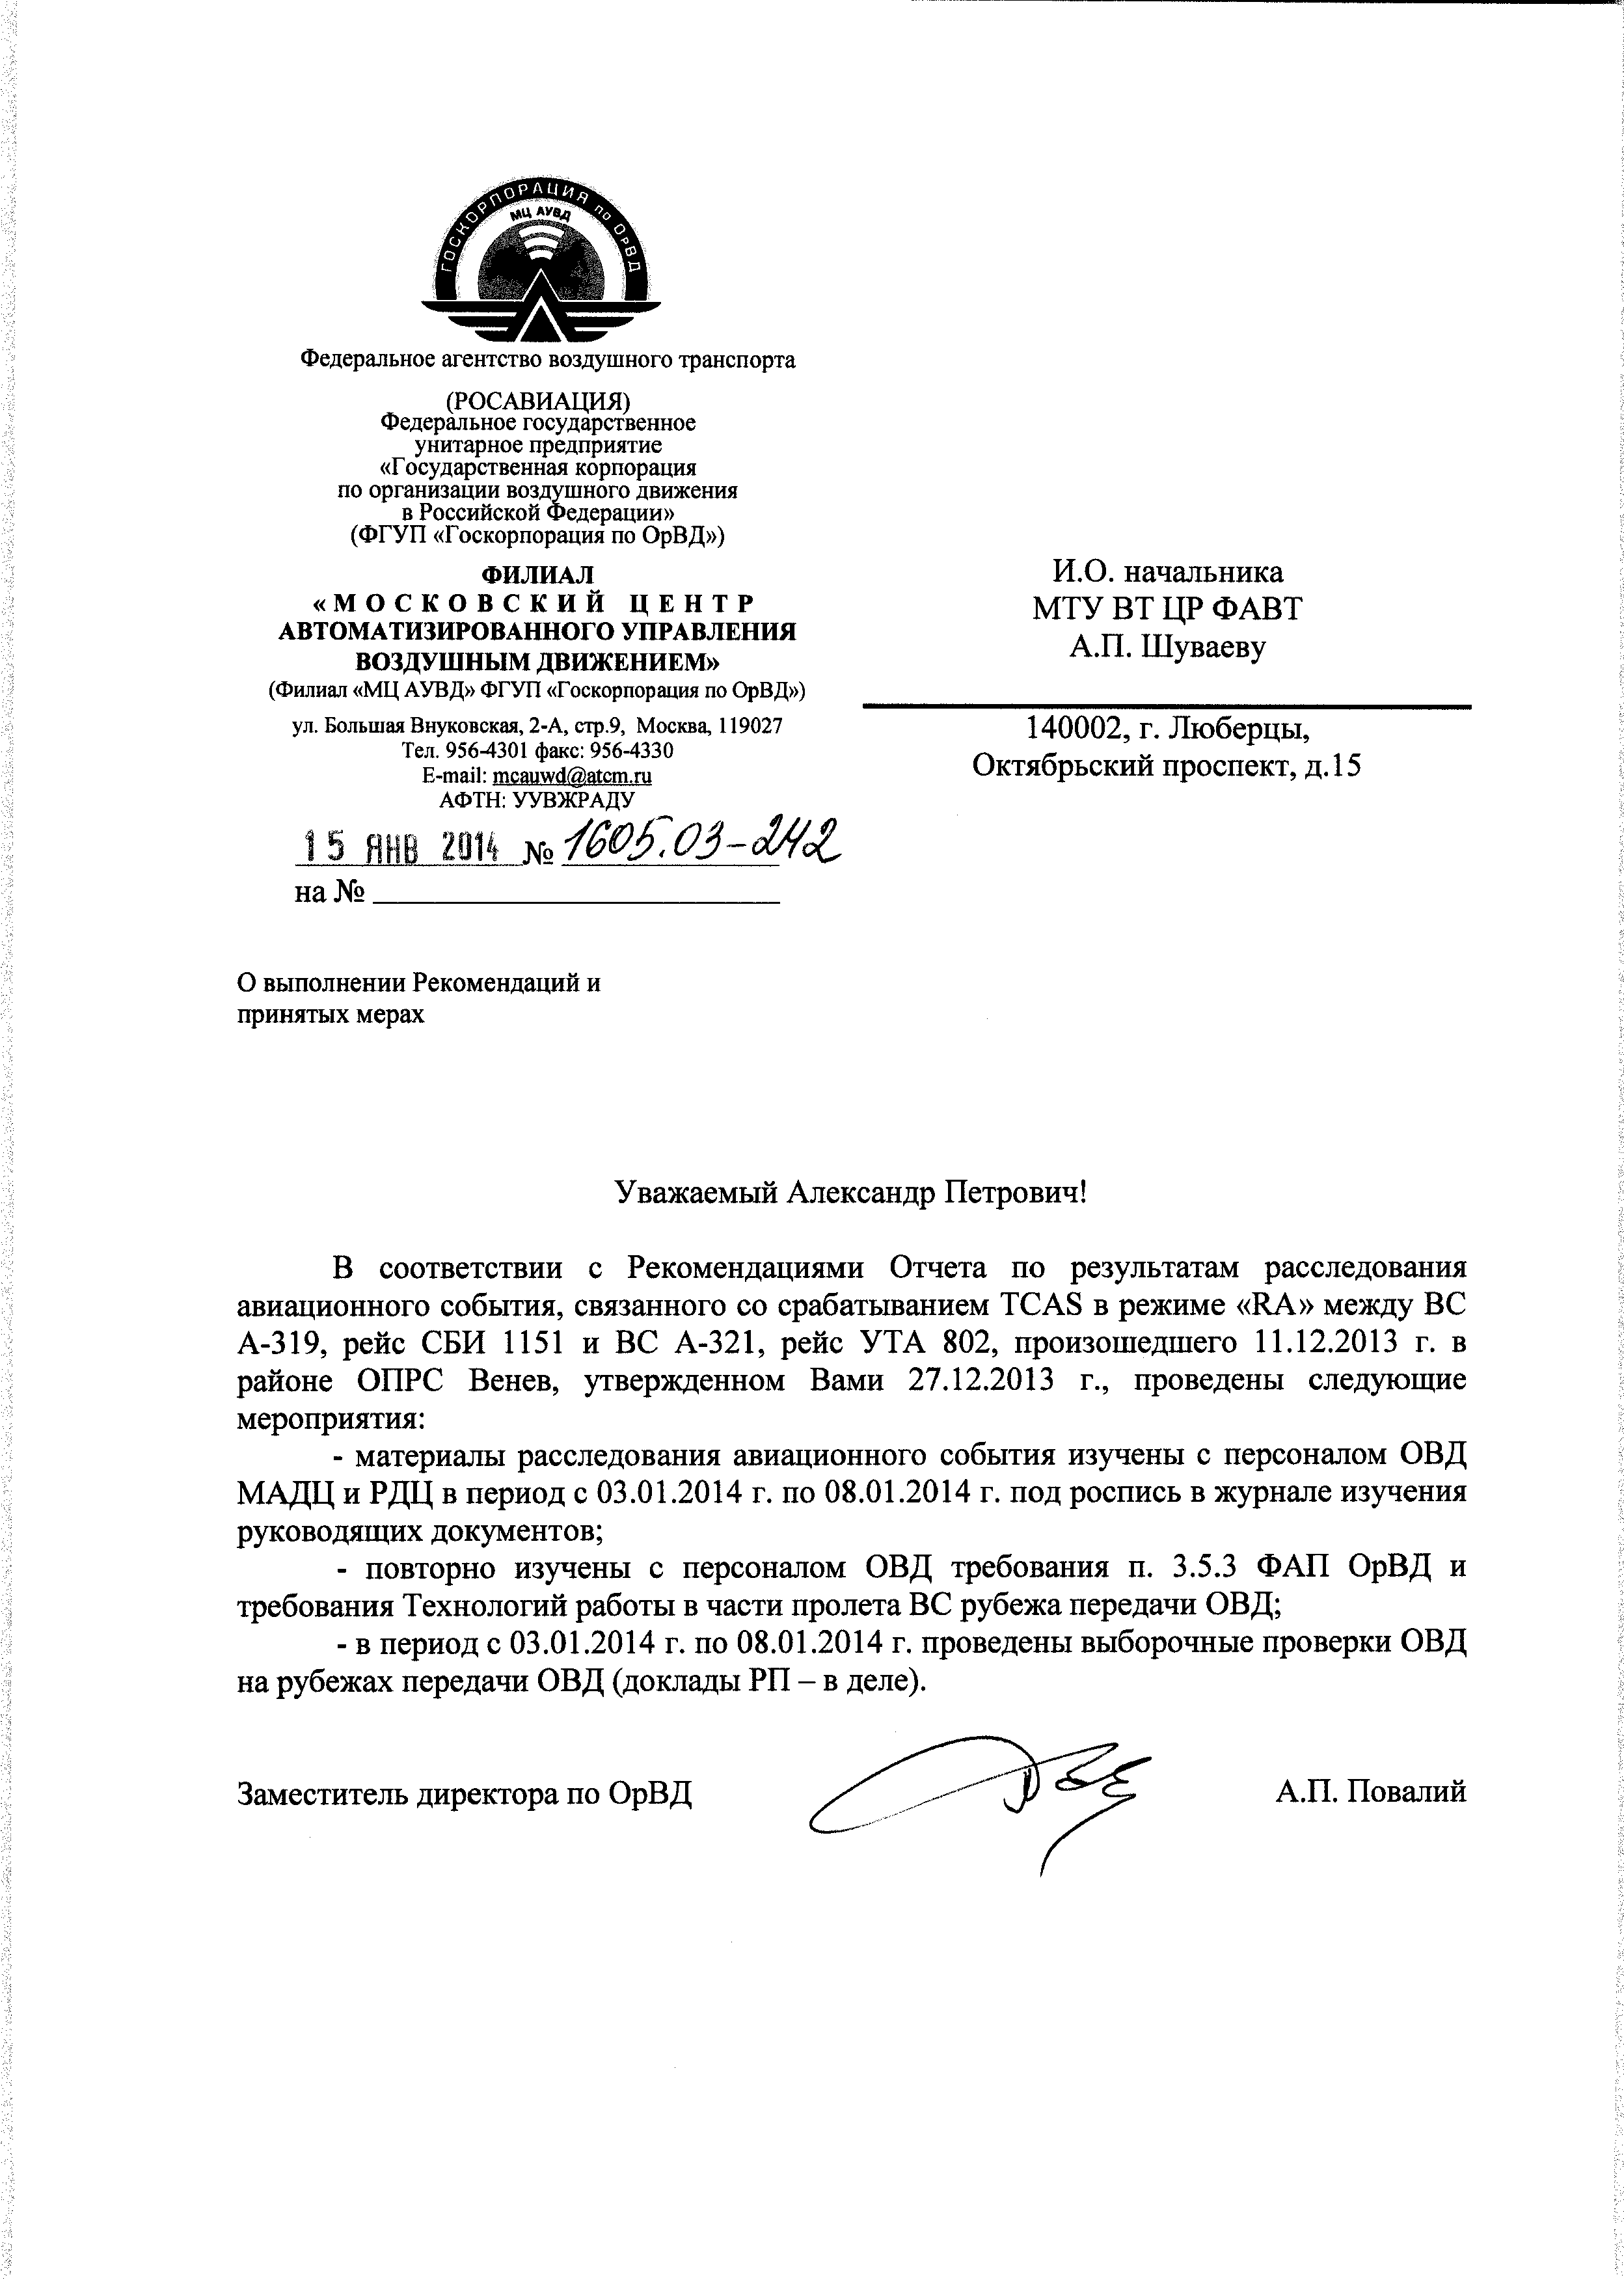 ГОСКОРПОРАЦИЯ по ОрВД
МЦ АУВД
Федеральное агентство воздушного транспорта
(РОСАВИАЦИЯ)
Федеральное государственное
унитарное предприятие
«Государственная корпорация
по организации воздушного движения
в Российской Федерации»
(ФГУП «Госкорпорация по ОрВД»)
ФИЛИАЛ
«МОСКОВСКИЙ ЦЕНТР
АВТОМАТИЗИРОВАННОГО УПРАВЛЕНИЯ
ВОЗДУШНЫМ ДВИЖЕНИЕМ»
(Филиал «МЦ АУВД» ФГУП «Госкорпорация по ОрВД»)
ул. Большая Внуковская, 2-А, стр.9, Москва, 119027
Тел. 956-4301 факс: 956-4330
E-mail: mcauwd@atcm.ru
АФТН: УУВЖРАДУ
15 ЯНВ 2014 № 1605.03-242
на №
И.О. начальника
МТУ ВТ ЦР ФАВТ
А.П. Шуваеву
140002, г. Люберцы,
Октябрьский проспект, д.15
О выполнении Рекомендаций и
принятых мерах
Уважаемый Александр Петрович!
В соответствии с Рекомендациями Отчета по результатам расследования
авиационного события, связанного со срабатыванием TCAS в режиме «RA» между ВС
А-319, рейс СБИ 1151 и ВС А-321, рейс УТА 802, произошедшего 11.12.2013 г. в
районе ОПРС Венев, утвержденном Вами 27.12.2013 г., проведены следующие
мероприятия:
- материалы расследования авиационного события изучены с персоналом ОВД
МАДЦ и РДЦ в период с 03.01.2014 г. по 08.01.2014 г. под роспись в журнале изучения
руководящих документов;
- повторно изучены с персоналом ОВД требования п. 3.5.3 ФАП ОрВД и
требования Технологий работы в части пролета ВС рубежа передачи ОВД;
- в период с 03.01.2014 г. по 08.01.2014 г. проведены выборочные проверки ОВД
на рубежах передачи ОВД (доклады РП – в деле).
Заместитель директора по ОрВД
А.П. Повалий